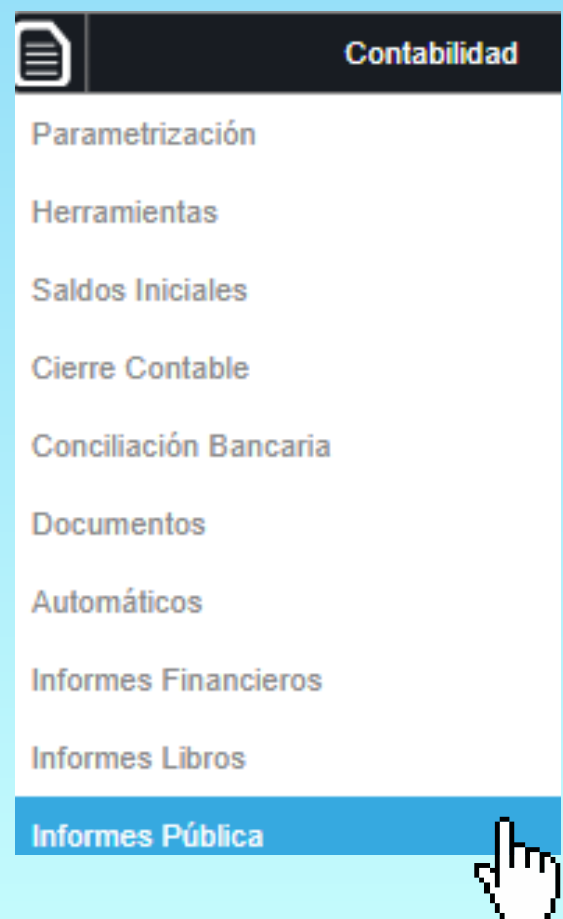 Contabilidad
Parametrización
Herramientas
Saldos Iniciales
Cierre Contable
Conciliación Bancaria
Documentos
Automáticos
Informes Financieros
Informes Libros
Informes Pública